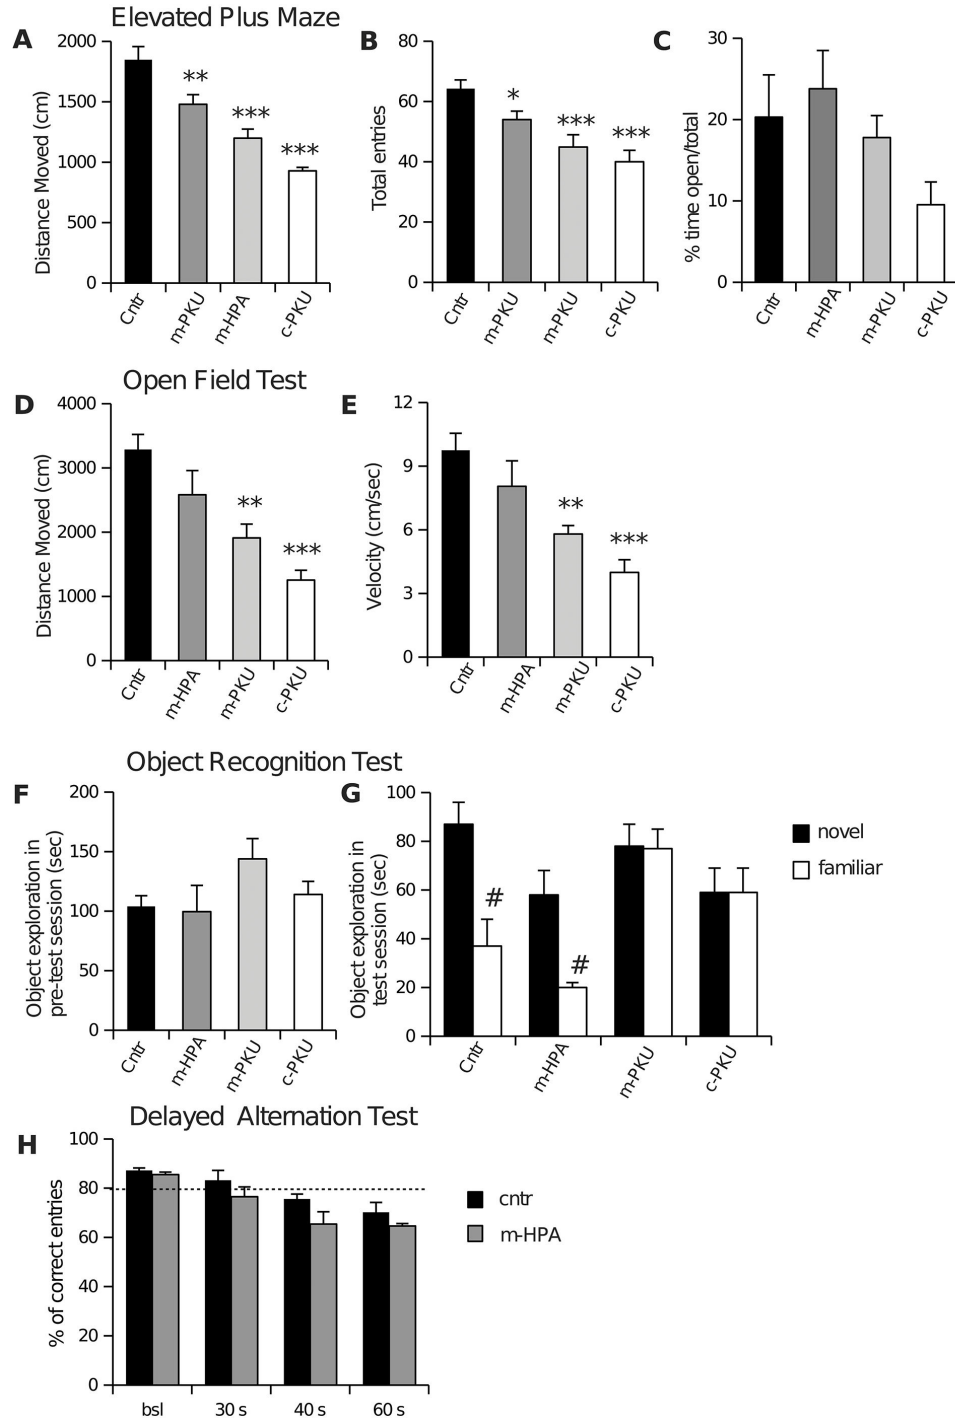 Elevated Plus Maze
A
Distance Moved (cm)
2000
1500
1000
500
0
**
***
***
Cntr
m-PKU
m-HPA
c-PKU
B
Total entries
80
60
40
20
0
*
***
***
Cntr
m-PKU
m-PKU
c-PKU
C
% time open/total
30
20
10
0
Cntr
m-HPA
m-PKU
c-PKU
Open Field Test
D
Distance Moved (cm)
4000
3000
2000
1000
0
**
***
Cntr
m-HPA
m-PKU
c-PKU
E
Velocity (cm/sec)
12
9
6
3
0
**
***
Cntr
m-HPA
m-PKU
c-PKU
Object Recognition Test
F
Object exploration in
pre-test session (sec)
200
150
100
50
0
Cntr
m-HPA
m-PKU
c-PKU
G
Object exploration in
test session (sec)
100
80
60
40
20
0
#
#
Cntr
m-HPA
m-PKU
c-PKU
novel
familiar
Delayed Alternation Test
H
% of correct entries
100
80
60
40
20
0
bsl
30 s
40 s
60 s
cntr
m-HPA